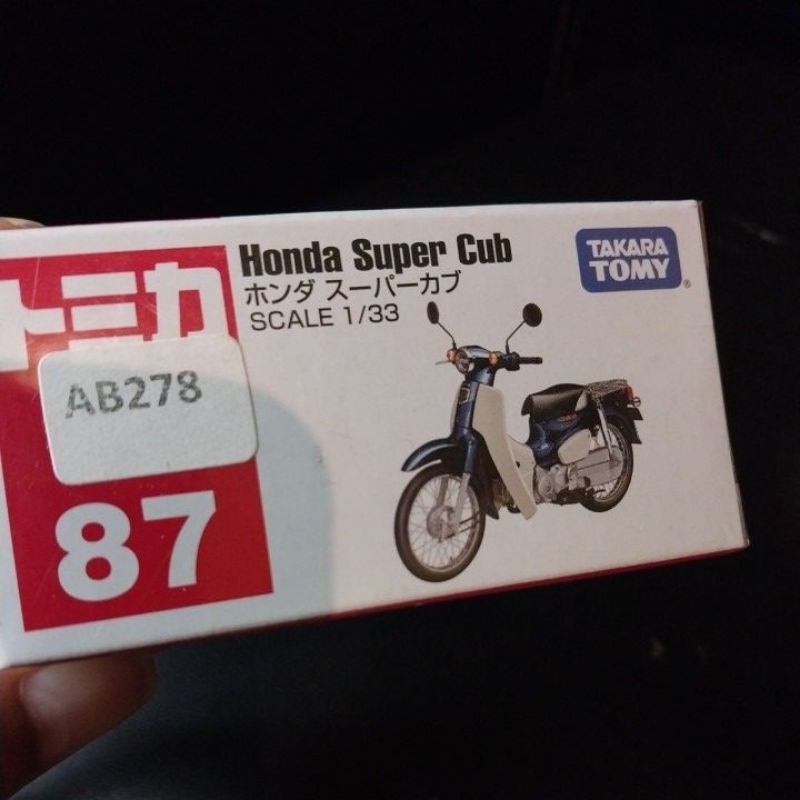 Honda Super Cub
ホンダ スーパーカブ
SCALE 1/33
TAKARA
TOMY
®
トミカ
AB278
87